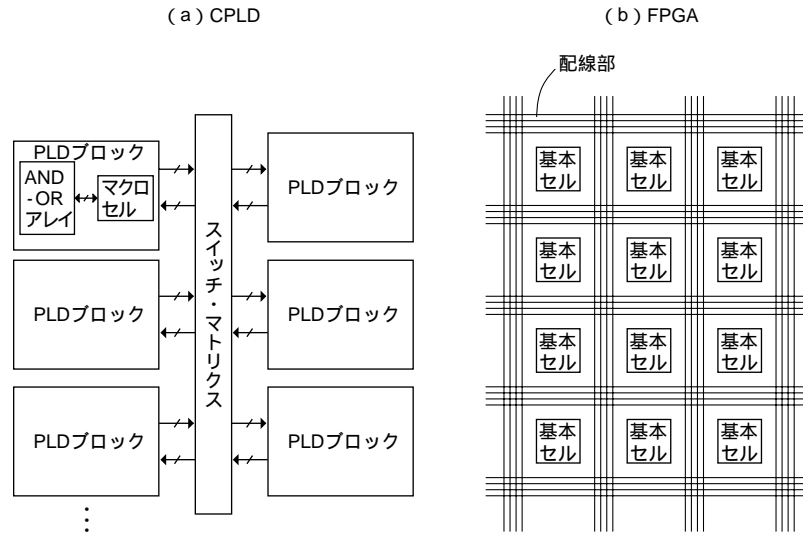 (a) CPLD
PLDブロック
AND
-OR
アレイ
マクロ
セル
PLDブロック
PLDブロック
PLDブロック
PLDブロック
PLDブロック
スイッチ・マトリクス
(b) FPGA
配線部
基本
セル
基本
セル
基本
セル
基本
セル
基本
セル
基本
セル
基本
セル
基本
セル
基本
セル
基本
セル
基本
セル
基本
セル